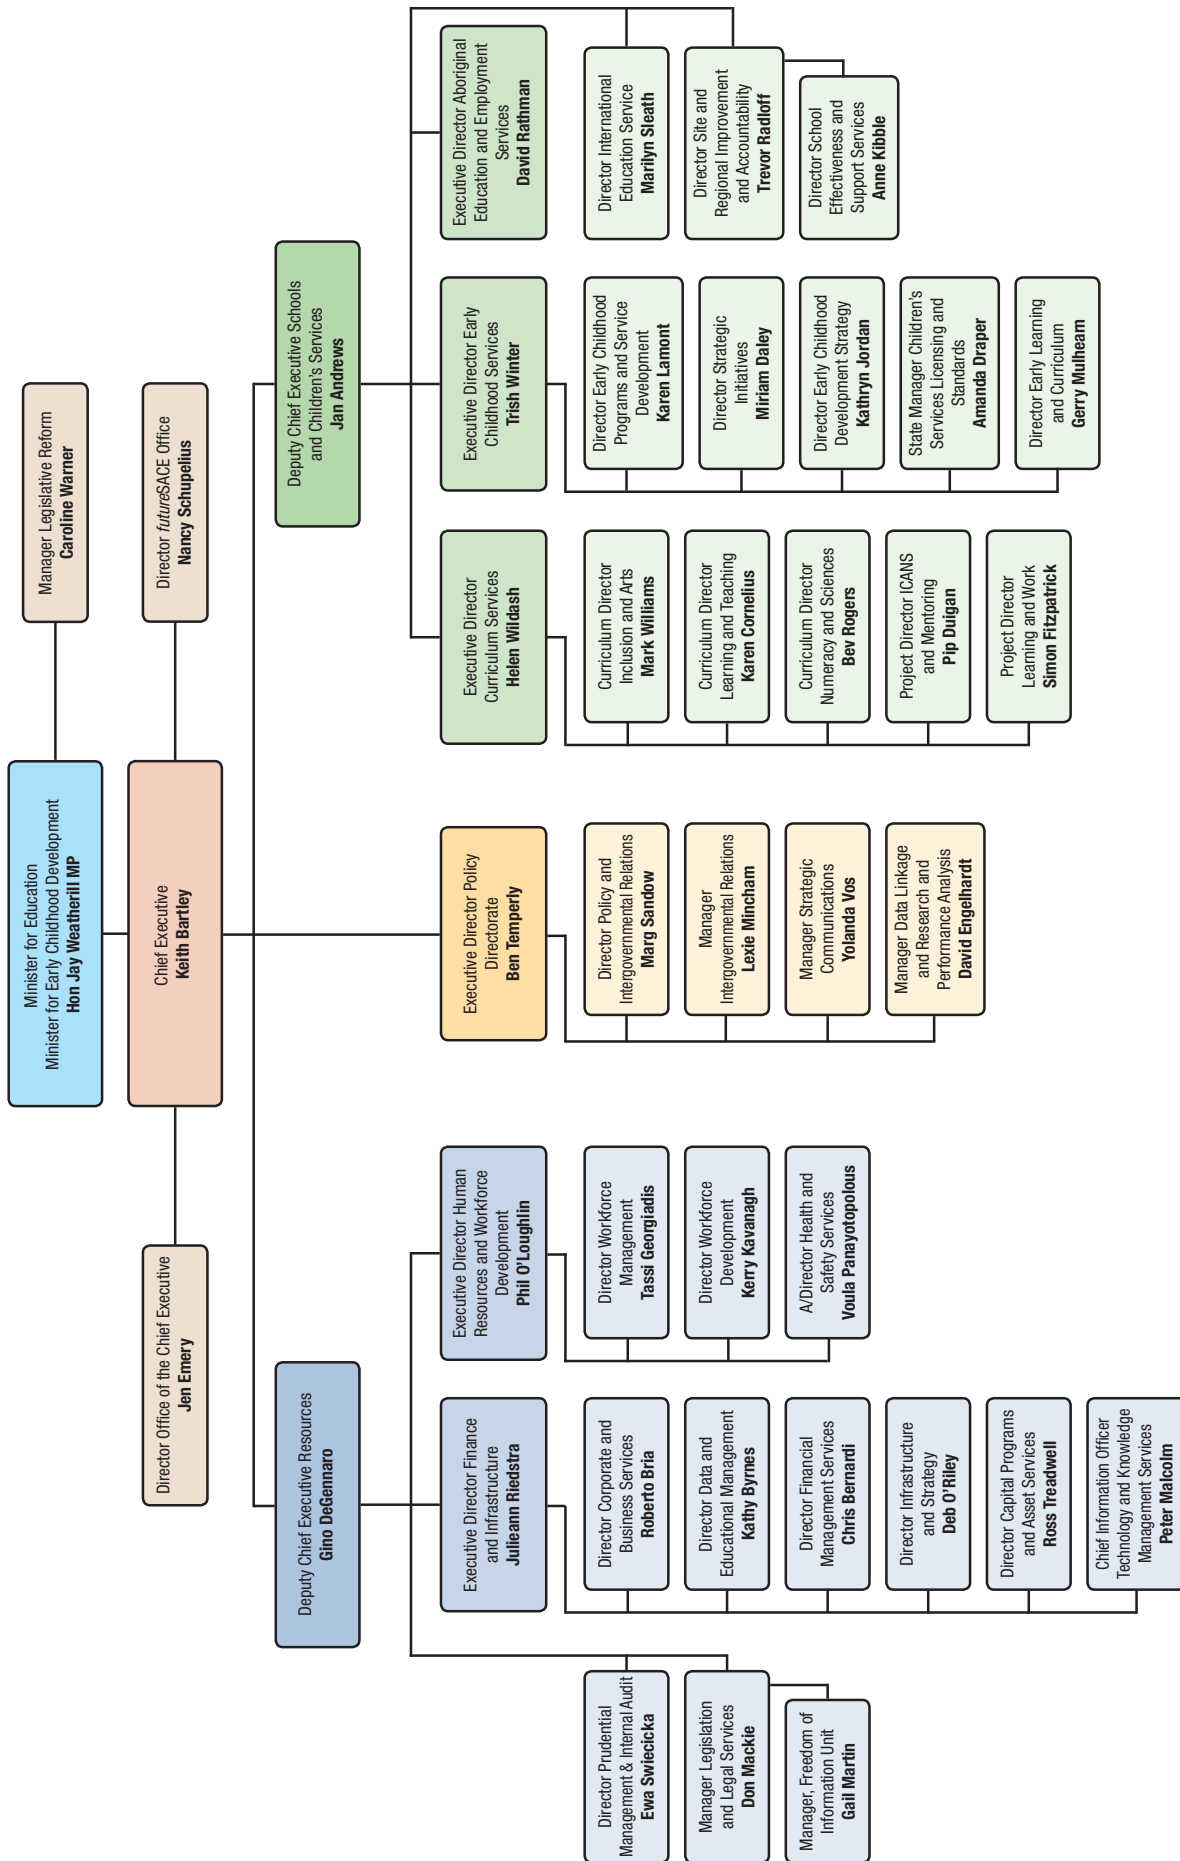 Minister for Education
Minister for Early Childhood Development
Hon Jay Weatherill MP
Manager Legislative Reform
Caroline Warner
Chief Executive
Keith Bartley
Director Office of the Chief Executive
Jen Emery
Director futureSACE Office
Nancy Schupelius
Deputy Chief Executive Resources
Gino DeGennaro
Deputy Chief Executive Schools
and Children's Services
Jan Andrews
Executive Director Finance
and Infrastructure
Julieann Riedstra
Executive Director Human
Resources and Workforce
Development
Phil O'Loughlin
Executive Director Policy
Directorate
Ben Temperly
Executive Director
Curriculum Services
Helen Wildash
Executive Director Early
Childhood Services
Trish Winter
Executive Director Aboriginal
Education and Employment
Services
David Rathman
Director Prudential
Management & Internal Audit
Ewa Swiecicka
Manager Legislation
and Legal Services
Don Mackie
Manager, Freedom of
Information Unit
Gail Martin
Director Corporate and
Business Services
Roberto Bria
Director Data and
Educational Management
Kathy Byrnes
Director Financial
Management Services
Chris Bernardi
Director Infrastructure
and Strategy
Deb O'Riley
Director Capital Programs
and Asset Services
Ross Treadwell
Chief Information Officer
Technology and Knowledge
Management Services
Peter Malcolm
Director Workforce
Management
Tassi Georgiadis
Director Workforce
Development
Kerry Kavanagh
A/Director Health and
Safety Services
Voula Panayotopolous
Director Policy and
Intergovernmental Relations
Marg Sandow
Manager
Intergovernmental Relations
Lexie Mincham
Manager Strategic
Communications
Yolanda Vos
Manager Data Linkage
and Research and
Performance Analysis
David Engelhardt
Curriculum Director
Inclusion and Arts
Mark Williams
Curriculum Director
Learning and Teaching
Karen Cornelius
Curriculum Director
Numeracy and Sciences
Bev Rogers
Project Director ICANS
and Mentoring
Pip Duigan
Project Director
Learning and Work
Simon Fitzpatrick
Director Early Childhood
Programs and Service
Development
Karen Lamont
Director Strategic
Initiatives
Miriam Daley
Director Early Childhood
Development Strategy
Kathryn Jordan
State Manager Children's
Services Licensing and
Standards
Amanda Draper
Director Early Learning
and Curriculum
Gerry Mulhearn
Director International
Education Service
Marilyn Sleath
Director Site and
Regional Improvement
and Accountability
Trevor Radloff
Director School
Effectiveness and
Support Services
Anne Kibble